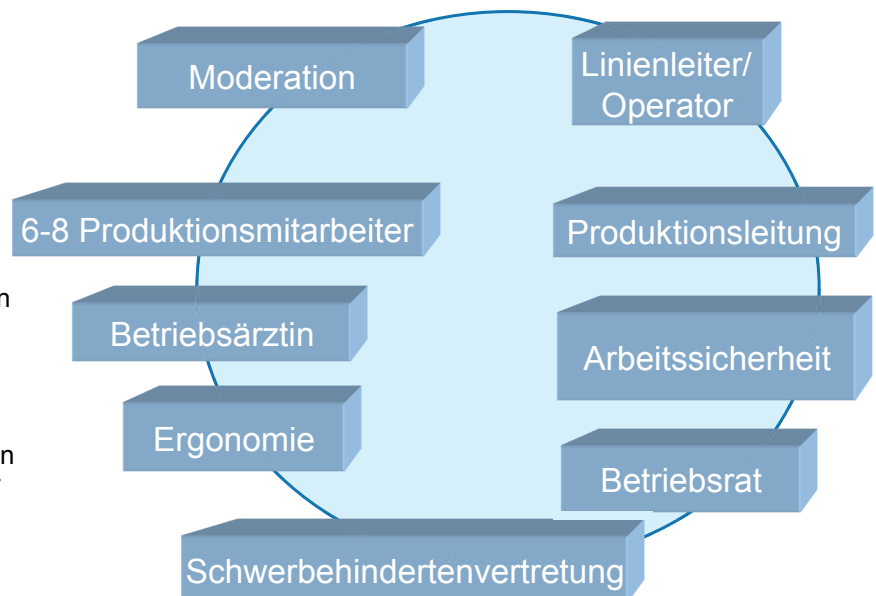 Moderation
Linienleiter/
Operator
6-8 Produktionsmitarbeiter
Produktionsleitung
n
Betriebsärztin
Arbeitssicherheit
Ergonomie
n
Betriebsrat
Schwerbehindertenvertretung